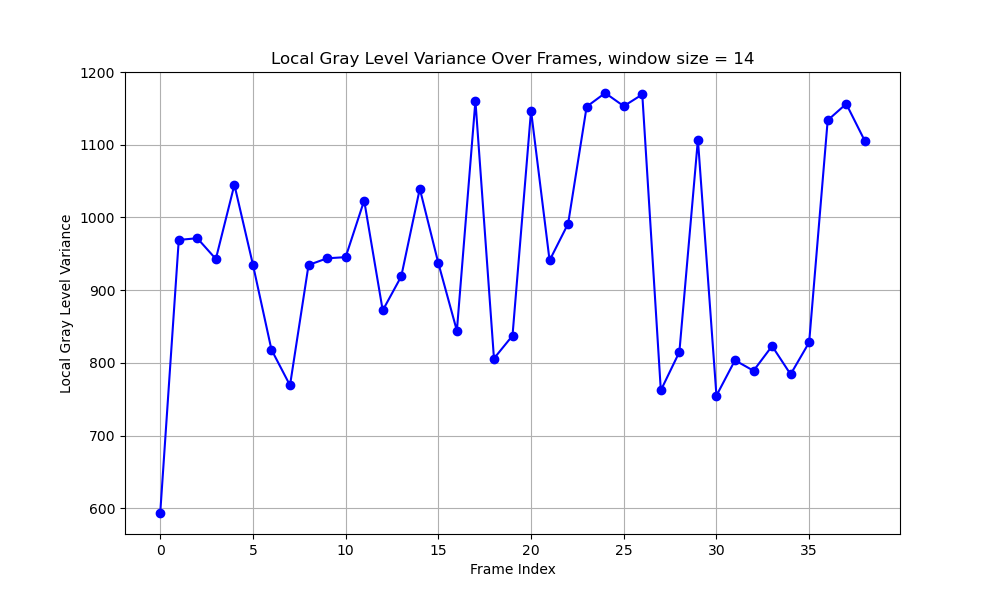 Local Gray Level Variance Over Frames, window size = 14
Local Gray Level Variance
1200
1100
1000
900
800
700
600
0 5 10 15 20 25 30 35
Frame Index